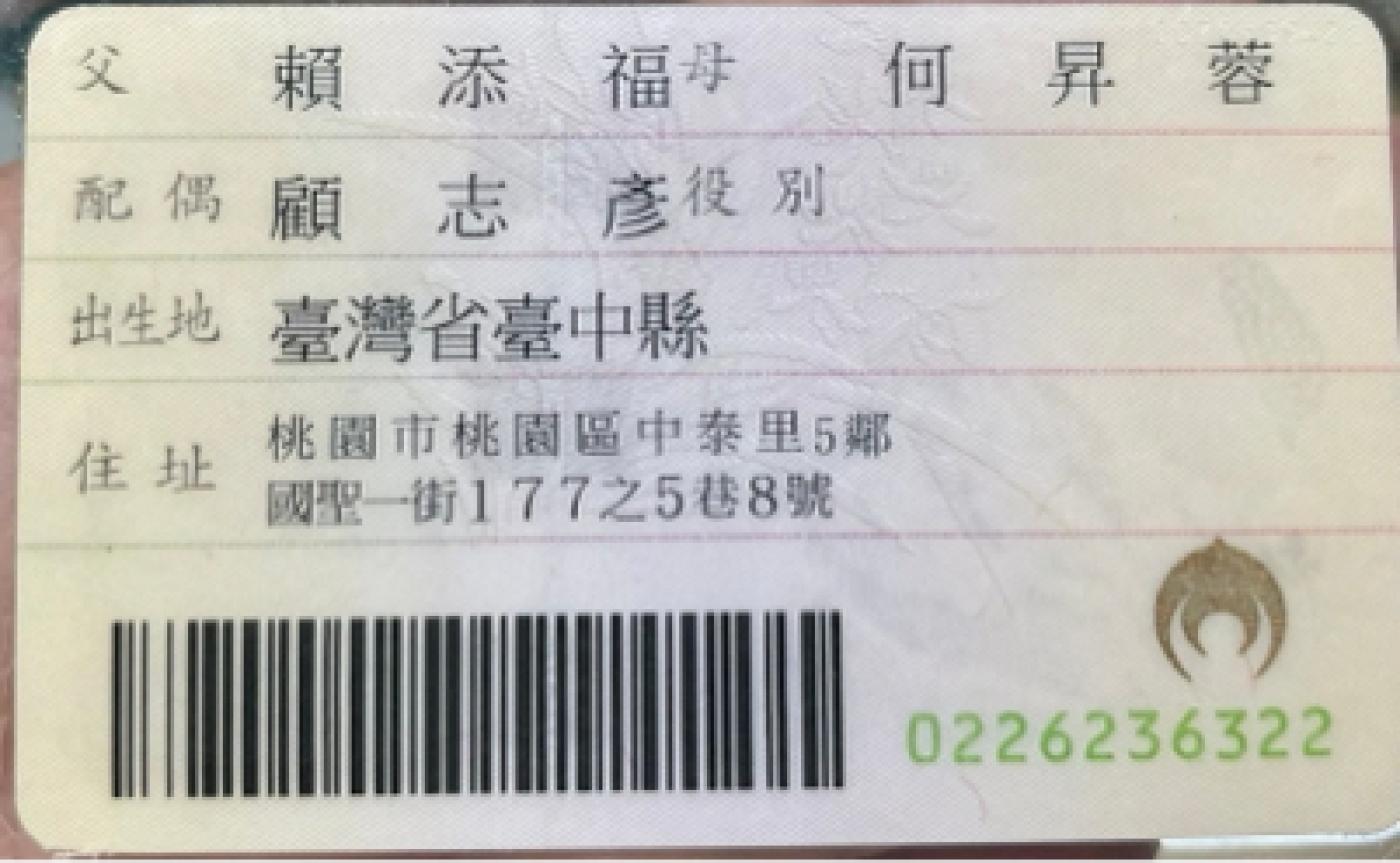 父 賴添福 母 何昇蓉
配偶 顧志彥 役別
出生地 臺灣省臺中縣
住址 桃園市桃園區中泰里5鄰
國聖一街177之5巷8號
0226236322